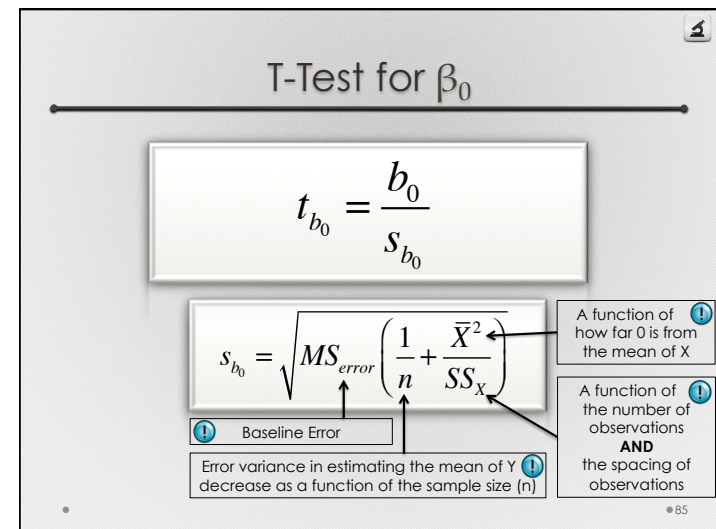 T-Test for β₀
t_{b₀} = b₀ / s_{b₀}
s_{b₀} = √(MS_{error} (1/n + X̄²/SS_X))
A function of
how far 0 is from
the mean of X
A function of
the number of
observations
AND
the spacing of
observations
Baseline Error
Error variance in estimating the mean of Y
decrease as a function of the sample size (n)
85